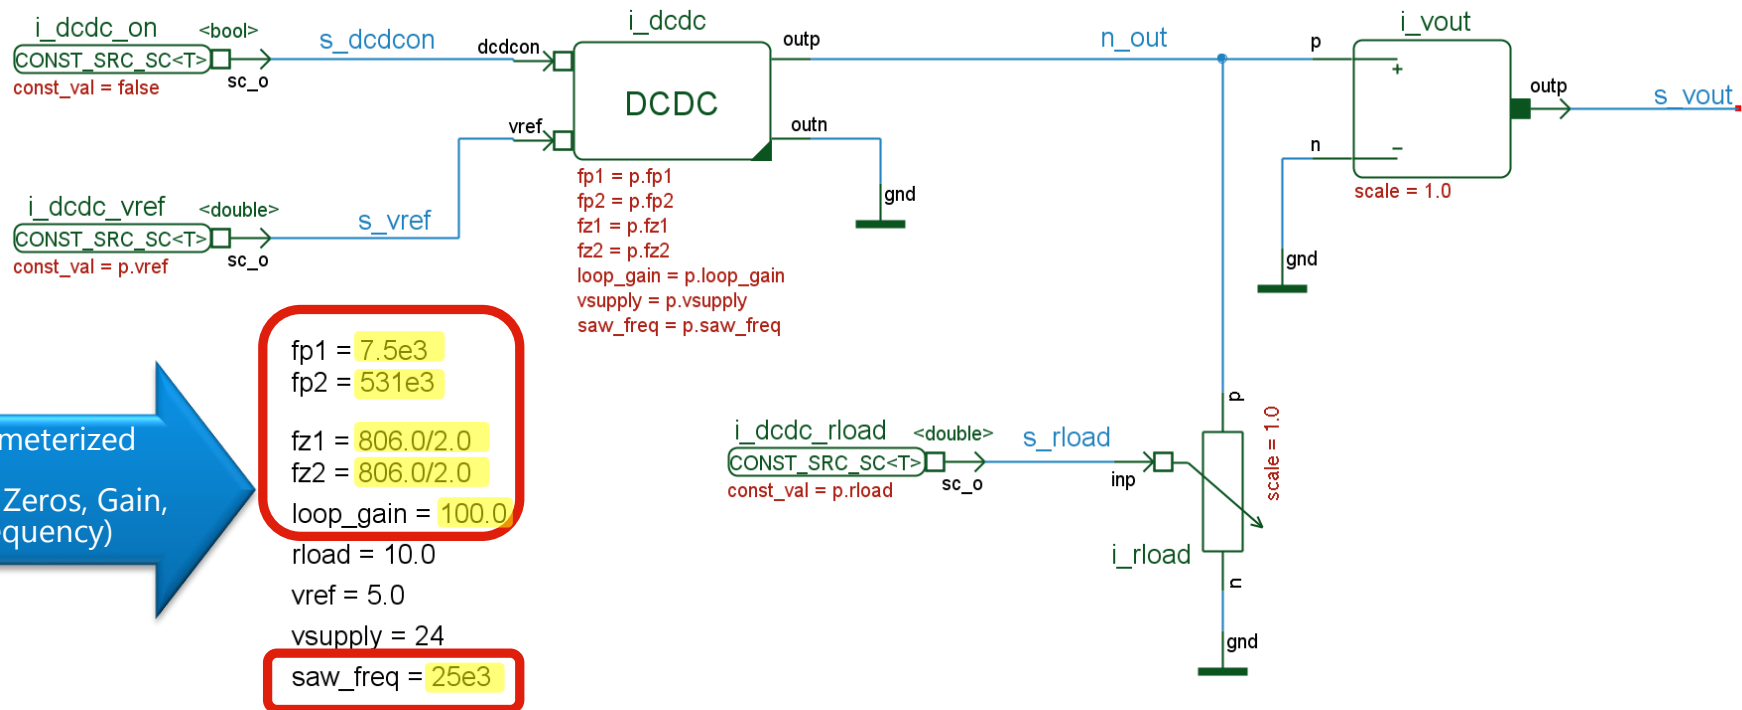 i_dcdc_on
<bool>
CONST_SRC_SC<T>
sc_o
const_val = false
s_dcdcon
dcdcon
i_dcdc
DCDC
outp
outn
vref
gnd
n_out
i_vout
p
+
n
−
outp
s_vout
scale = 1.0
gnd
i_dcdc_vref
<double>
CONST_SRC_SC<T>
sc_o
const_val = p.vref
s_vref
fp1 = p.fp1
fp2 = p.fp2
fz1 = p.fz1
fz2 = p.fz2
loop_gain = p.loop_gain
vsupply = p.vsupply
saw_freq = p.saw_freq
meterized
Zeros, Gain,
quency)
fp1 = 7.5e3
fp2 = 531e3
fz1 = 806.0/2.0
fz2 = 806.0/2.0
loop_gain = 100.0
rload = 10.0
vref = 5.0
vsupply = 24
saw_freq = 25e3
i_dcdc_rload
<double>
CONST_SRC_SC<T>
sc_o
const_val = p.rload
s_rload
inp
p
scale = 1.0
i_rload
n
gnd